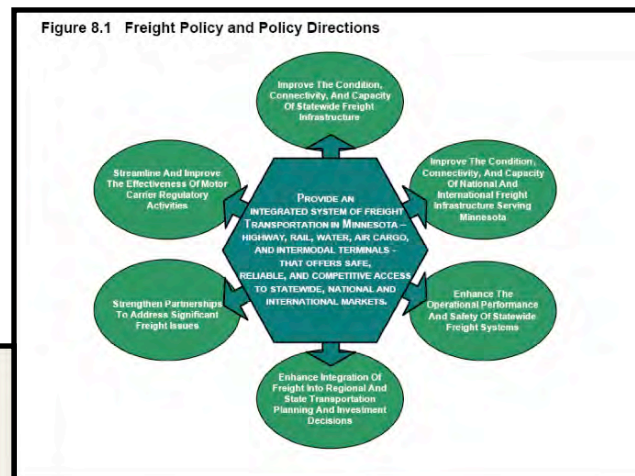 Figure 8.1 Freight Policy and Policy Directions
Improve The Condition,
Connectivity, And Capacity
Of Statewide Freight
Infrastructure
Streamline And Improve
The Effectiveness Of Motor
Carrier Regulatory
Activities
Improve The Condition,
Connectivity, And Capacity
Of National And
International Freight
Infrastructure Serving
Minnesota
PROVIDE AN
INTEGRATED SYSTEM OF FREIGHT
TRANSPORTATION IN MINNESOTA –
HIGHWAY, RAIL, WATER, AIR CARGO,
AND INTERMODAL TERMINALS -
THAT OFFERS SAFE,
RELIABLE, AND COMPETITIVE ACCESS
TO STATEWIDE, NATIONAL AND
INTERNATIONAL MARKETS.
Strengthen Partnerships
To Address Significant
Freight Issues
Enhance The
Operational Performance
And Safety Of Statewide
Freight Systems
Enhance Integration Of
Freight Into Regional And
State Transportation
Planning And Investment
Decisions